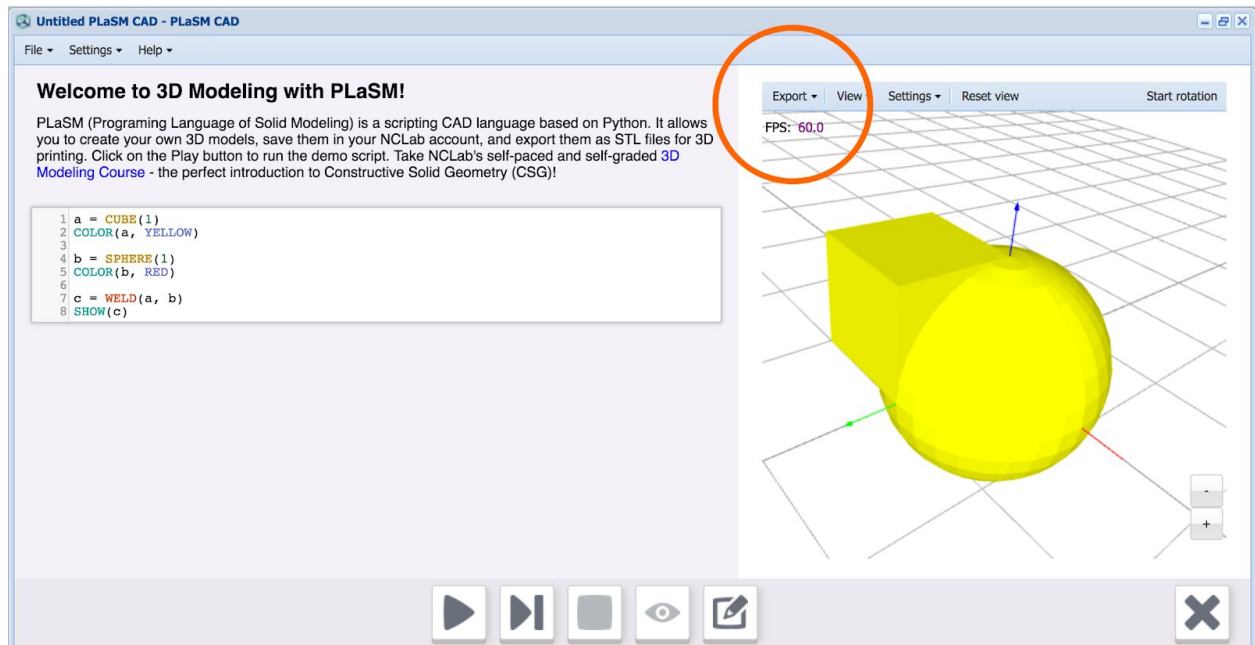 Untitled PLaSM CAD - PLaSM CAD
File Settings Help
Welcome to 3D Modeling with PLaSM!
PLaSM (Programing Language of Solid Modeling) is a scripting CAD language based on Python. It allows
you to create your own 3D models, save them in your NCLab account, and export them as STL files for 3D
printing. Click on the Play button to run the demo script. Take NCLab's self-paced and self-graded 3D
Modeling Course - the perfect introduction to Constructive Solid Geometry (CSG)!
1 a = CUBE(1)
2 COLOR(a, YELLOW)
3
4 b = SPHERE(1)
5 COLOR(b, RED)
6
7 c = WELD(a, b)
8 SHOW(c)
Export View Settings Reset view Start rotation
FPS: 60.0
-
+